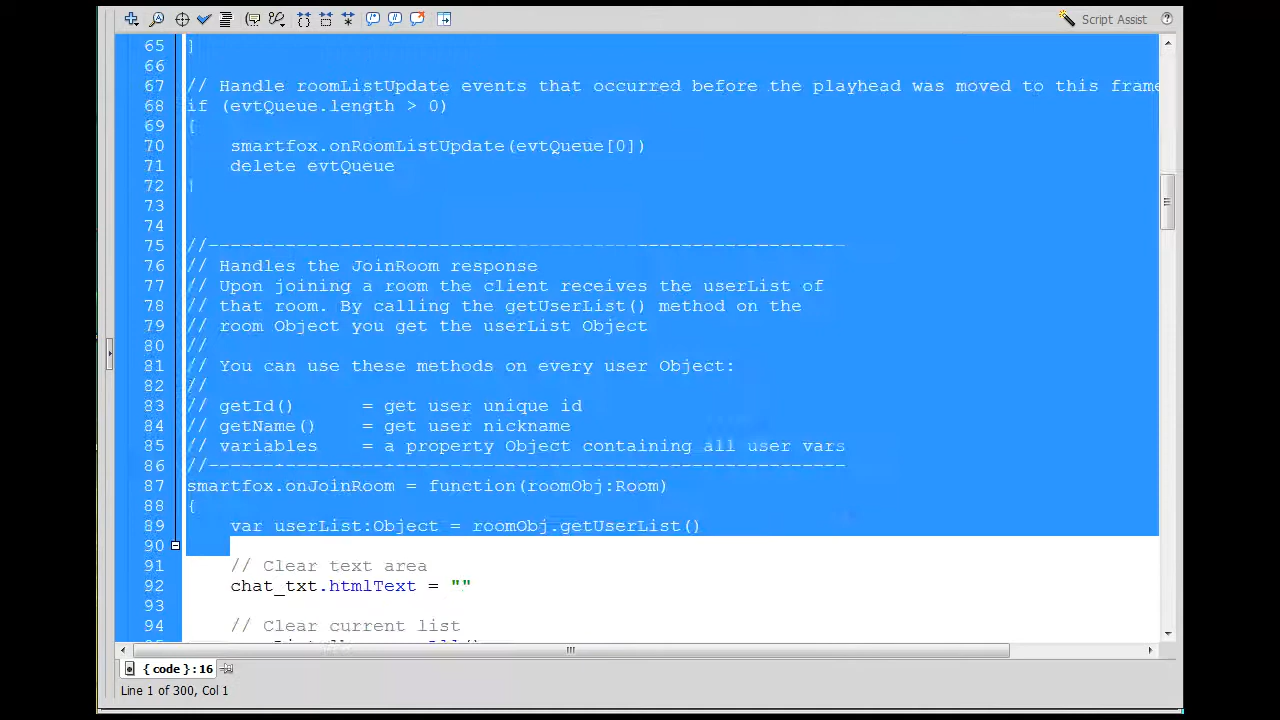 Script Assist
65 }
66
67 // Handle roomListUpdate events that occurred before the playhead was moved to this frame
68 if (evtQueue.length > 0)
69 {
70 smartfox.onRoomListUpdate(evtQueue[0])
71 delete evtQueue
72 }
73
74
75 //----------------------------------------------------------
76 // Handles the JoinRoom response
77 // Upon joining a room the client receives the userList of
78 // that room. By calling the getUserList() method on the
79 // room Object you get the userList Object
80 //
81 // You can use these methods on every user Object:
82 //
83 // getId() = get user unique id
84 // getName() = get user nickname
85 // variables = a property Object containing all user vars
86 //----------------------------------------------------------
87 smartfox.onJoinRoom = function(roomObj:Room)
88 {
89 var userList:Object = roomObj.getUserList()
90
91 // Clear text area
92 chat_txt.htmlText = ""
93
94 // Clear current list
{ code } : 16
Line 1 of 300, Col 1